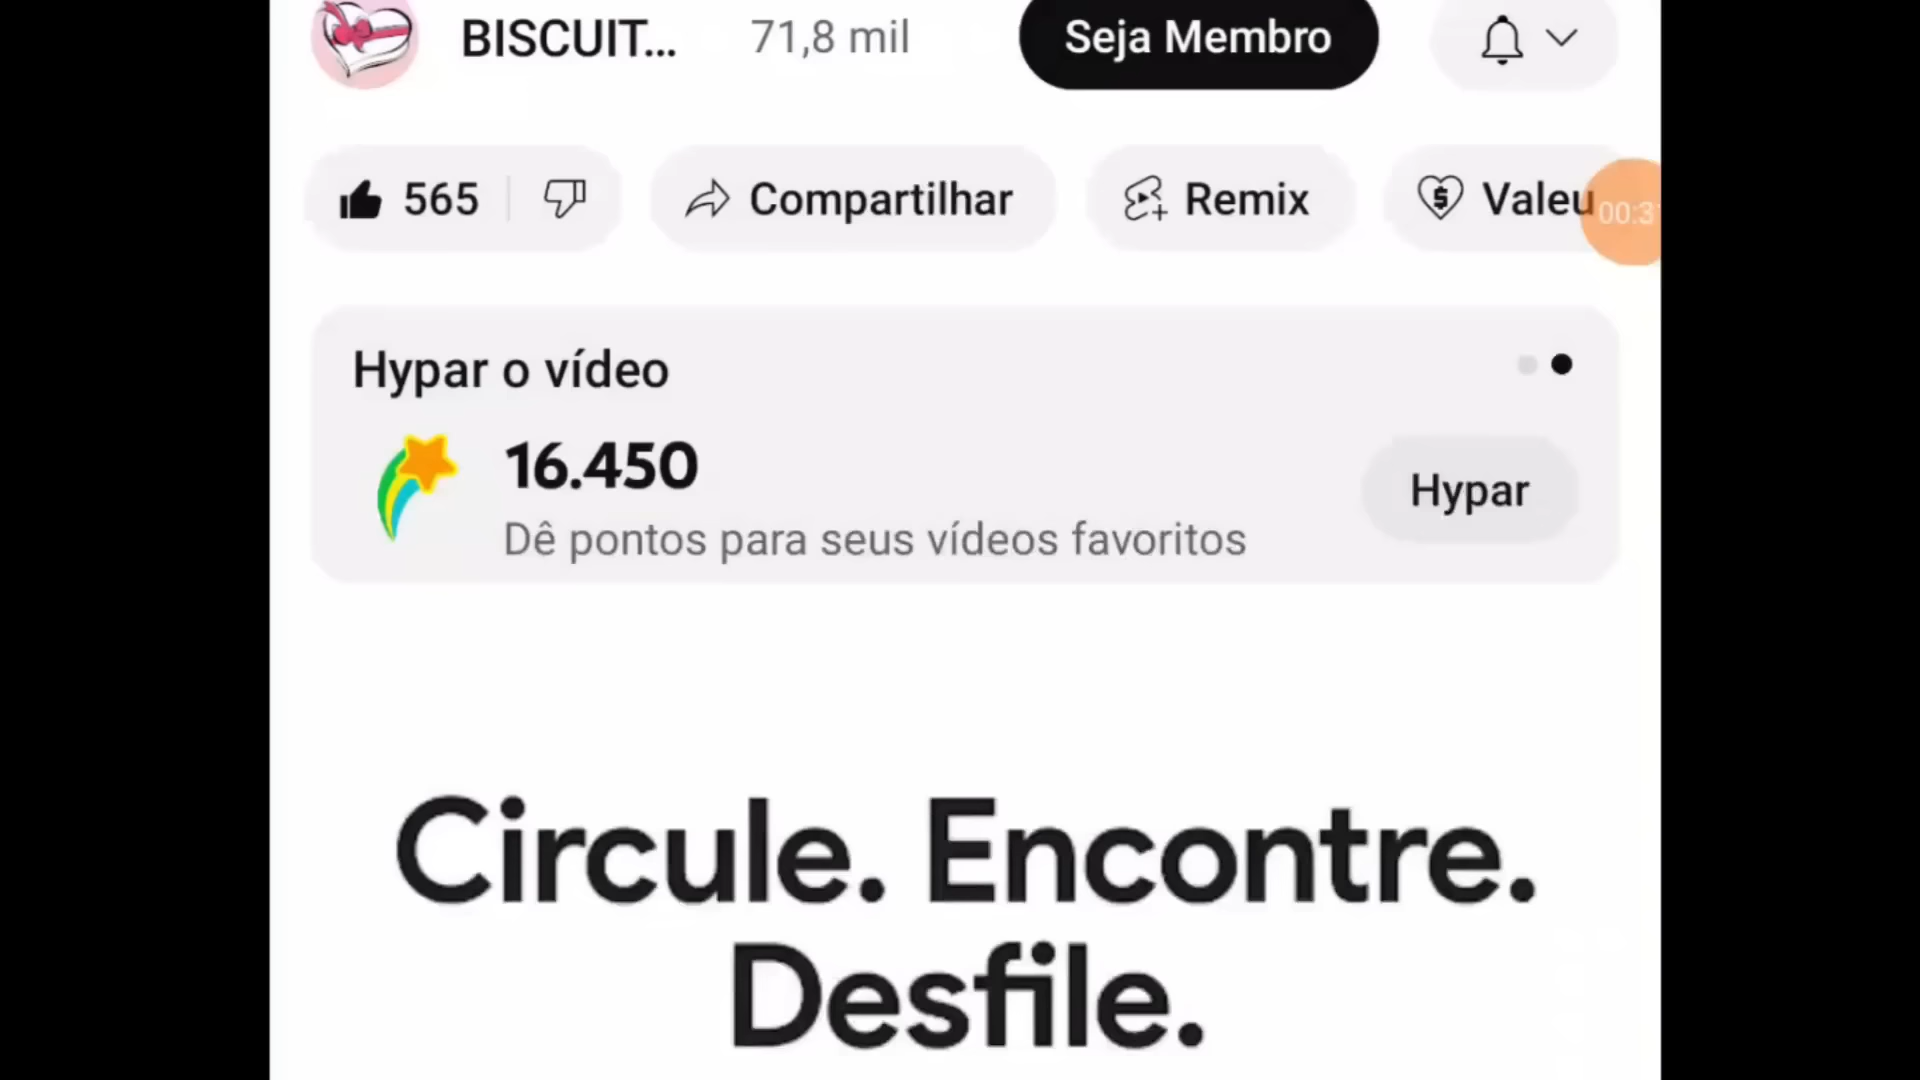 BISCUIT... 71,8 mil Seja Membro
565 Compartilhar Remix Valeu
00:3
Hypar o vídeo
16.450
Dê pontos para seus vídeos favoritos
Hypar
Circule. Encontre.
Desfile.